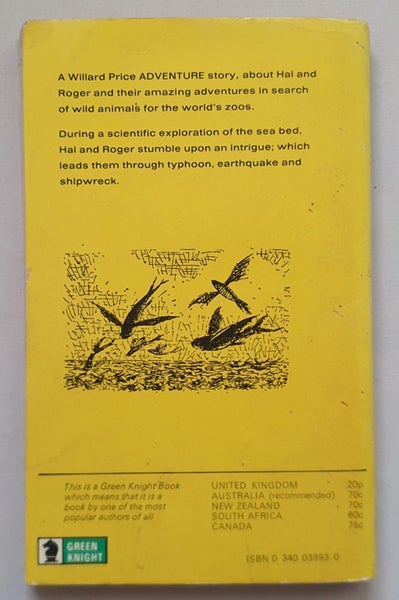 A Willard Price ADVENTURE story, about Hal and
Roger and their amazing adventures in search
of wild animals for the world's zoos.
During a scientific exploration of the sea bed,
Hal and Roger stumble upon an intrigue; which
leads them through typhoon, earthquake and
shipwreck.
This is a Green Knight Book
which means that it is a
book by one of the most
popular authors of all
UNITED KINGDOM 20p
AUSTRALIA (recommended) 70c
NEW ZEALAND 70c
SOUTH AFRICA 60c
CANADA 75c
GREEN
KNIGHT
ISBN 0 340 03993 0